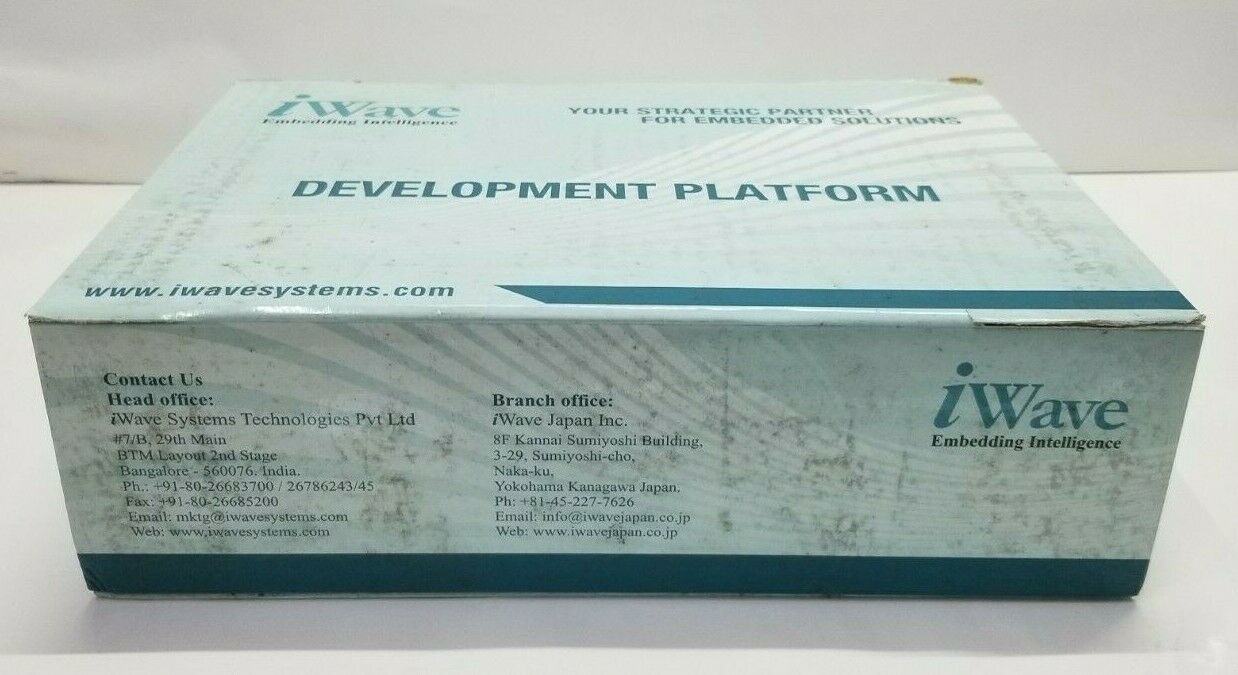 iWave
Embedding Intelligence
YOUR STRATEGIC PARTNER
FOR EMBEDDED SOLUTIONS
DEVELOPMENT PLATFORM
www.iwavesystems.com
Contact Us
Head office:
iWave Systems Technologies Pvt Ltd
#7/B, 29th Main
BTM Layout 2nd Stage
Bangalore - 560076. India.
Ph.: +91-80-26683700 / 26786243/45
Fax: +91-80-26685200
Email: mktg@iwavesystems.com
Web: www.iwavesystems.com
Branch office:
iWave Japan Inc.
8F Kannai Sumiyoshi Building,
3-29, Sumiyoshi-cho,
Naka-ku,
Yokohama Kanagawa Japan.
Ph: +81-45-227-7626
Email: info@iwavejapan.co.jp
Web: www.iwavejapan.co.jp
iWave
Embedding Intelligence